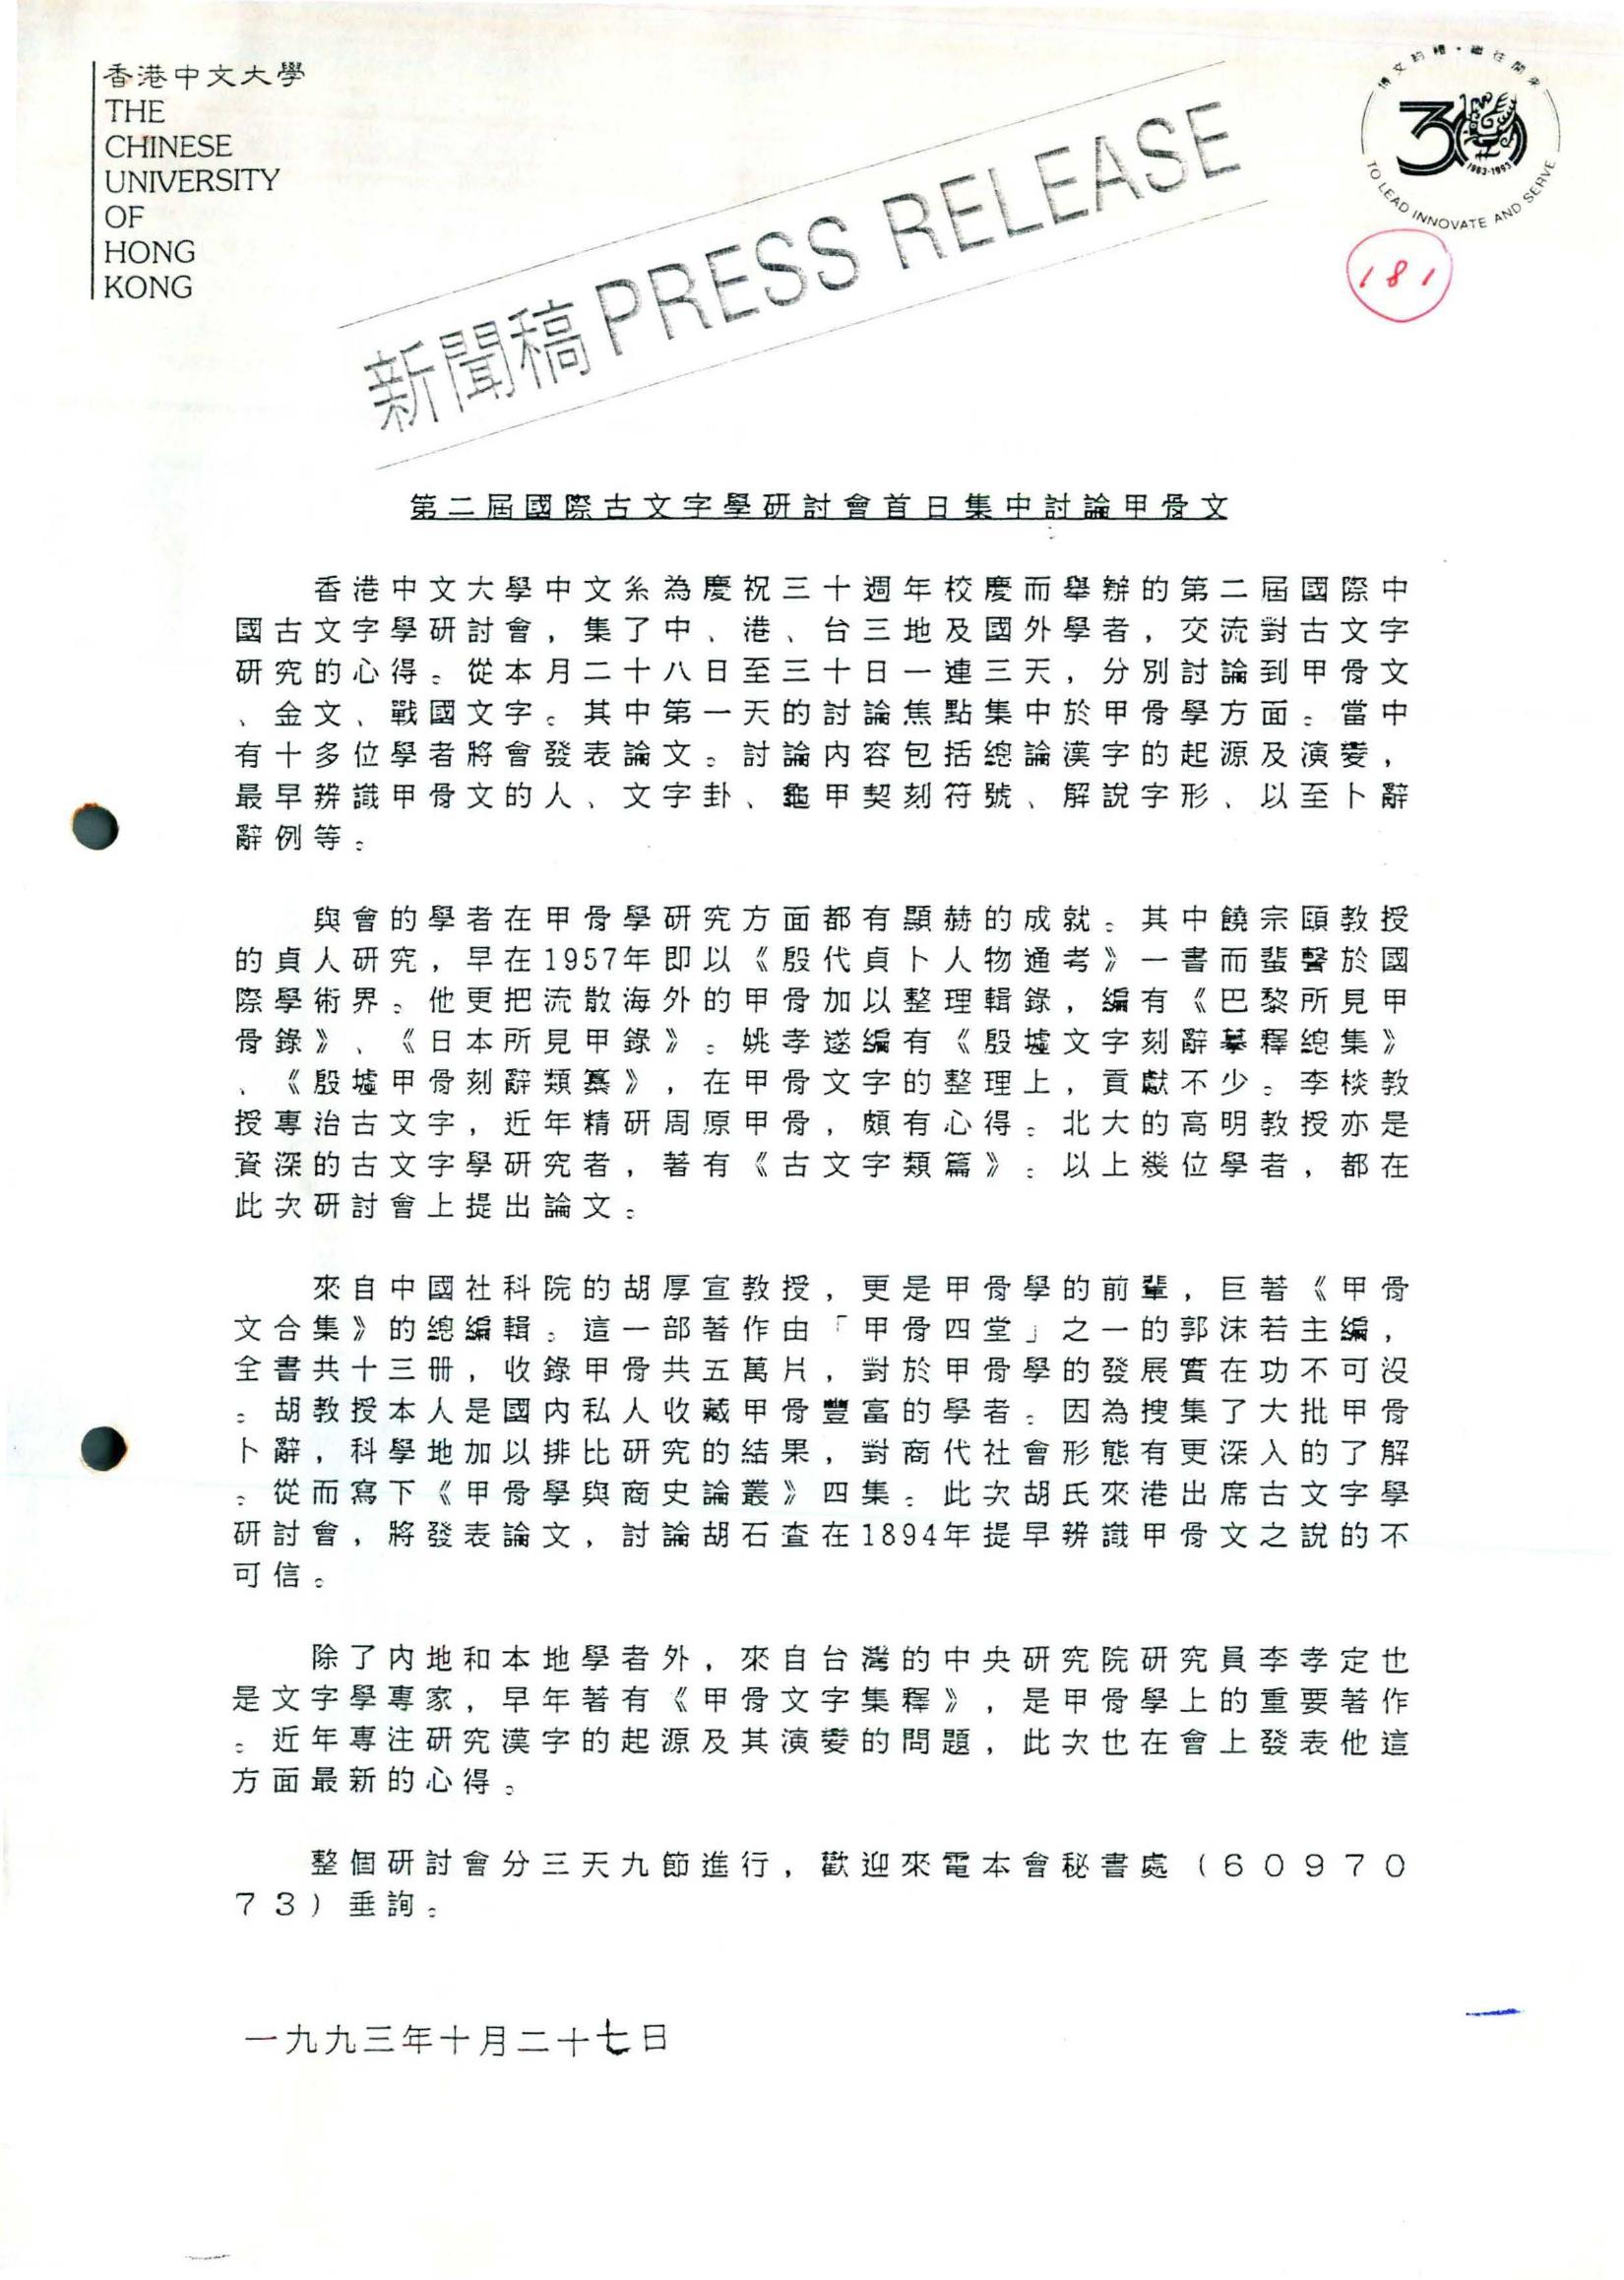 香港中文大學
THE
CHINESE
UNIVERSITY
OF
HONG
KONG
博文約禮·繼往開來
30
1963-1993
TO LEAD INNOVATE AND SERVE
181
新聞稿 PRESS RELEASE
第二屆國際古文字學研討會首日集中討論甲骨文
香港中文大學中文系為慶祝三十週年校慶而舉辦的第二屆國際中
國古文字學研討會，集了中、港、台三地及國外學者，交流對古文字
研究的心得。從本月二十八日至三十日一連三天，分別討論到甲骨文
、金文、戰國文字。其中第一天的討論焦點集中於甲骨學方面。當中
有十多位學者將會發表論文。討論內容包括總論漢字的起源及演變，
最早辨識甲骨文的人、文字卦、龜甲契刻符號、解說字形、以至卜辭
辭例等。
與會的學者在甲骨學研究方面都有顯赫的成就。其中饒宗頤教授
的貞人研究，早在1957年即以《殷代貞卜人物通考》一書而蜚聲於國
際學術界。他更把流散海外的甲骨加以整理輯錄，編有《巴黎所見甲
骨錄》、《日本所見甲錄》。姚孝遂編有《殷墟文字刻辭摹釋總集》
、《殷墟甲骨刻辭類纂》，在甲骨文字的整理上，貢獻不少。李棪教
授專治古文字，近年精研周原甲骨，頗有心得。北大的高明教授亦是
資深的古文字學研究者，著有《古文字類篇》。以上幾位學者，都在
此次研討會上提出論文。
來自中國社科院的胡厚宣教授，更是甲骨學的前輩，巨著《甲骨
文合集》的總編輯。這一部著作由「甲骨四堂」之一的郭沫若主編，
全書共十三冊，收錄甲骨共五萬片，對於甲骨學的發展實在功不可沒
。胡教授本人是國內私人收藏甲骨豐富的學者。因為搜集了大批甲骨
卜辭，科學地加以排比研究的結果，對商代社會形態有更深入的了解
。從而寫下《甲骨學與商史論叢》四集。此次胡氏來港出席古文字學
研討會，將發表論文，討論胡石查在1894年提早辨識甲骨文之說的不
可信。
除了內地和本地學者外，來自台灣的中央研究院研究員李孝定也
是文字學專家，早年著有《甲骨文字集釋》，是甲骨學上的重要著作
。近年專注研究漢字的起源及其演變的問題，此次也在會上發表他這
方面最新的心得。
整個研討會分三天九節進行，歡迎來電本會秘書處（６０９７０
７３）垂詢。
一九九三年十月二十七日